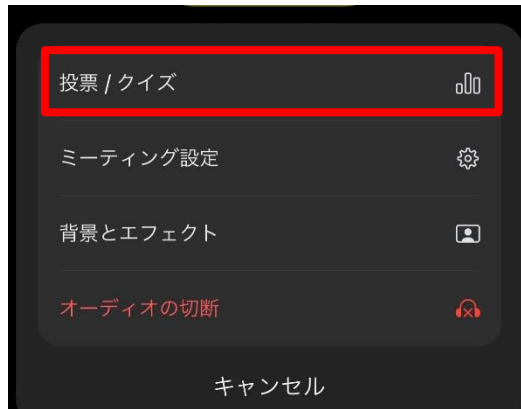 投票 / クイズ
ミーティング設定
背景とエフェクト
オーディオの切断
キャンセル